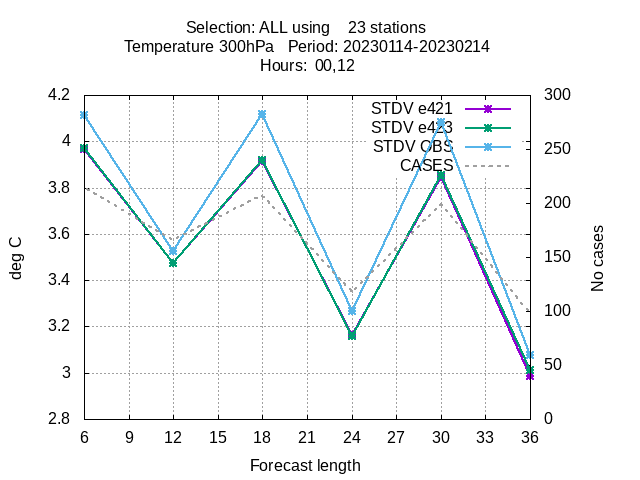 Selection: ALL using 23 stations
Temperature 300hPa Period: 20230114-20230214
Hours: 00,12
4.2
4
3.8
3.6
3.4
3.2
3
2.8
deg C
STDV e421
STDV e423
STDV OBS
CASES
300
250
200
150
100
50
0
No cases
6 9 12 15 18 21 24 27 30 33 36
Forecast length